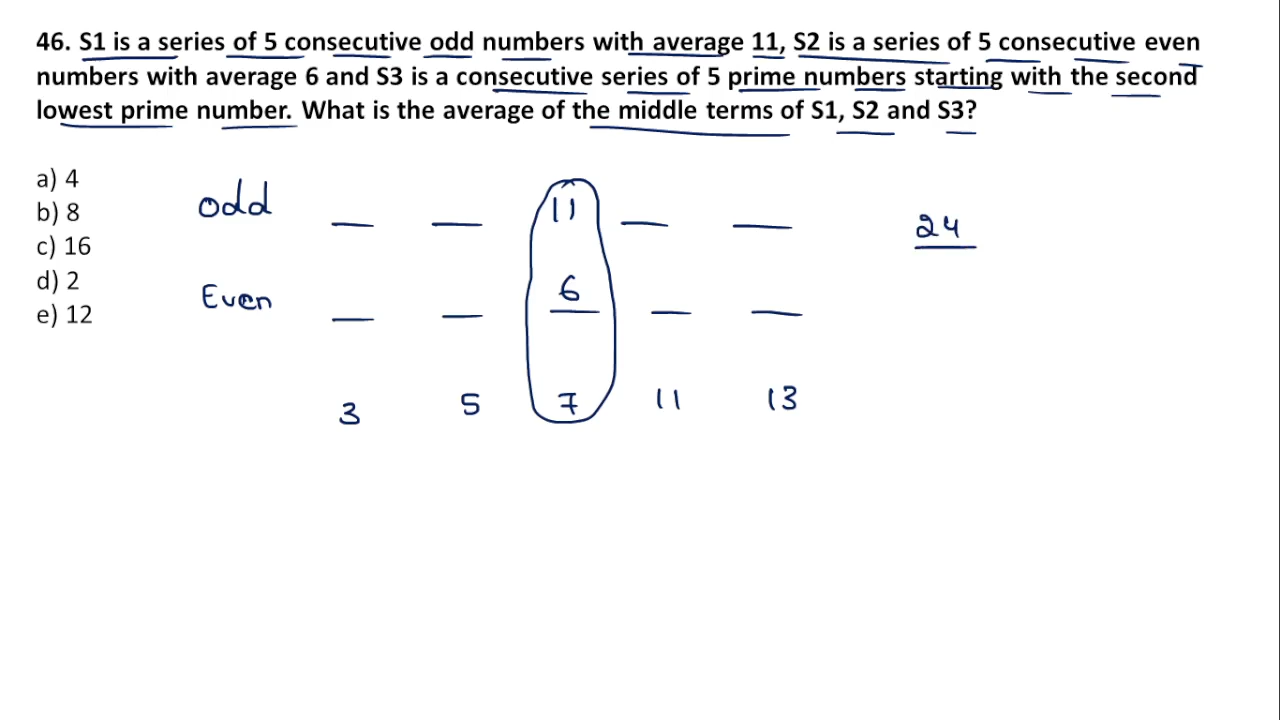 46. S1 is a series of 5 consecutive odd numbers with average 11, S2 is a series of 5 consecutive even
numbers with average 6 and S3 is a consecutive series of 5 prime numbers starting with the second
lowest prime number. What is the average of the middle terms of S1, S2 and S3?
a) 4
b) 8
c) 16
d) 2
e) 12
odd 11 24
Even 6
3 5 7 11 13